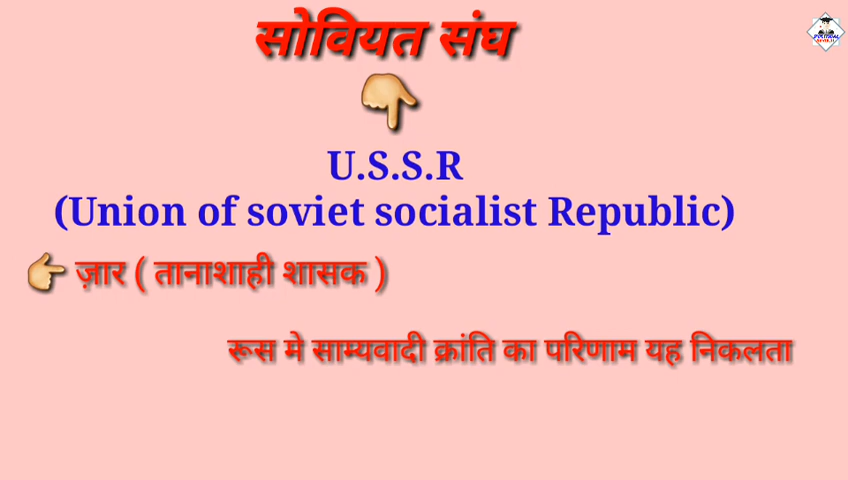 सोवियत संघ
U.S.S.R
(Union of soviet socialist Republic)
ज़ार ( तानाशाही शासक )
रूस मे साम्यवादी क्रांति का परिणाम यह निकलता